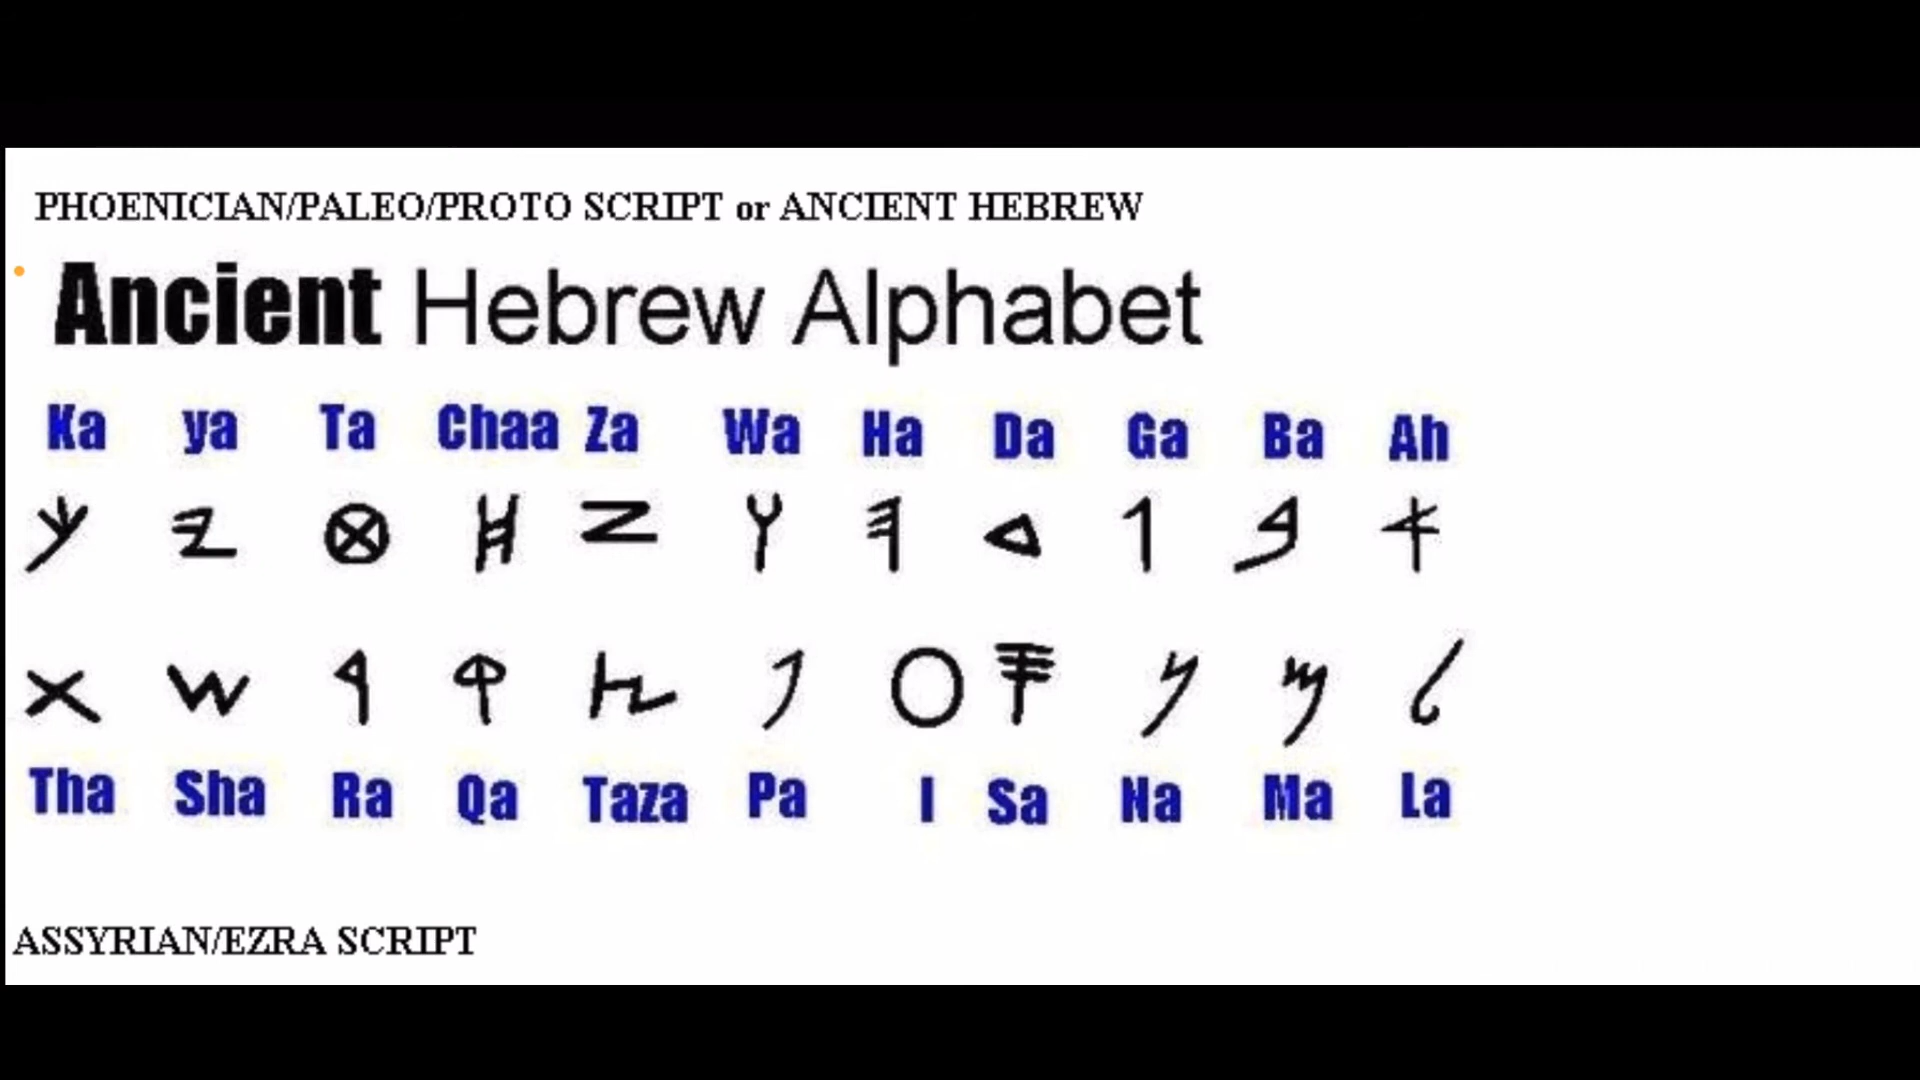 PHOENICIAN/PALEO/PROTO SCRIPT or ANCIENT HEBREW
Ancient Hebrew Alphabet
Ka ya Ta Chaa Za Wa Ha Da Ga Ba Ah
𐤊 𐤉 𐤈 𐤇 𐤆 𐤅 𐤄 𐤃 𐤂 𐤁 𐤀
𐤕 𐤔 𐤓 𐤒 𐤑 𐤐 𐤏 𐤎 𐤍 𐤌 𐤋
Tha Sha Ra Qa Taza Pa I Sa Na Ma La
ASSYRIAN/EZRA SCRIPT